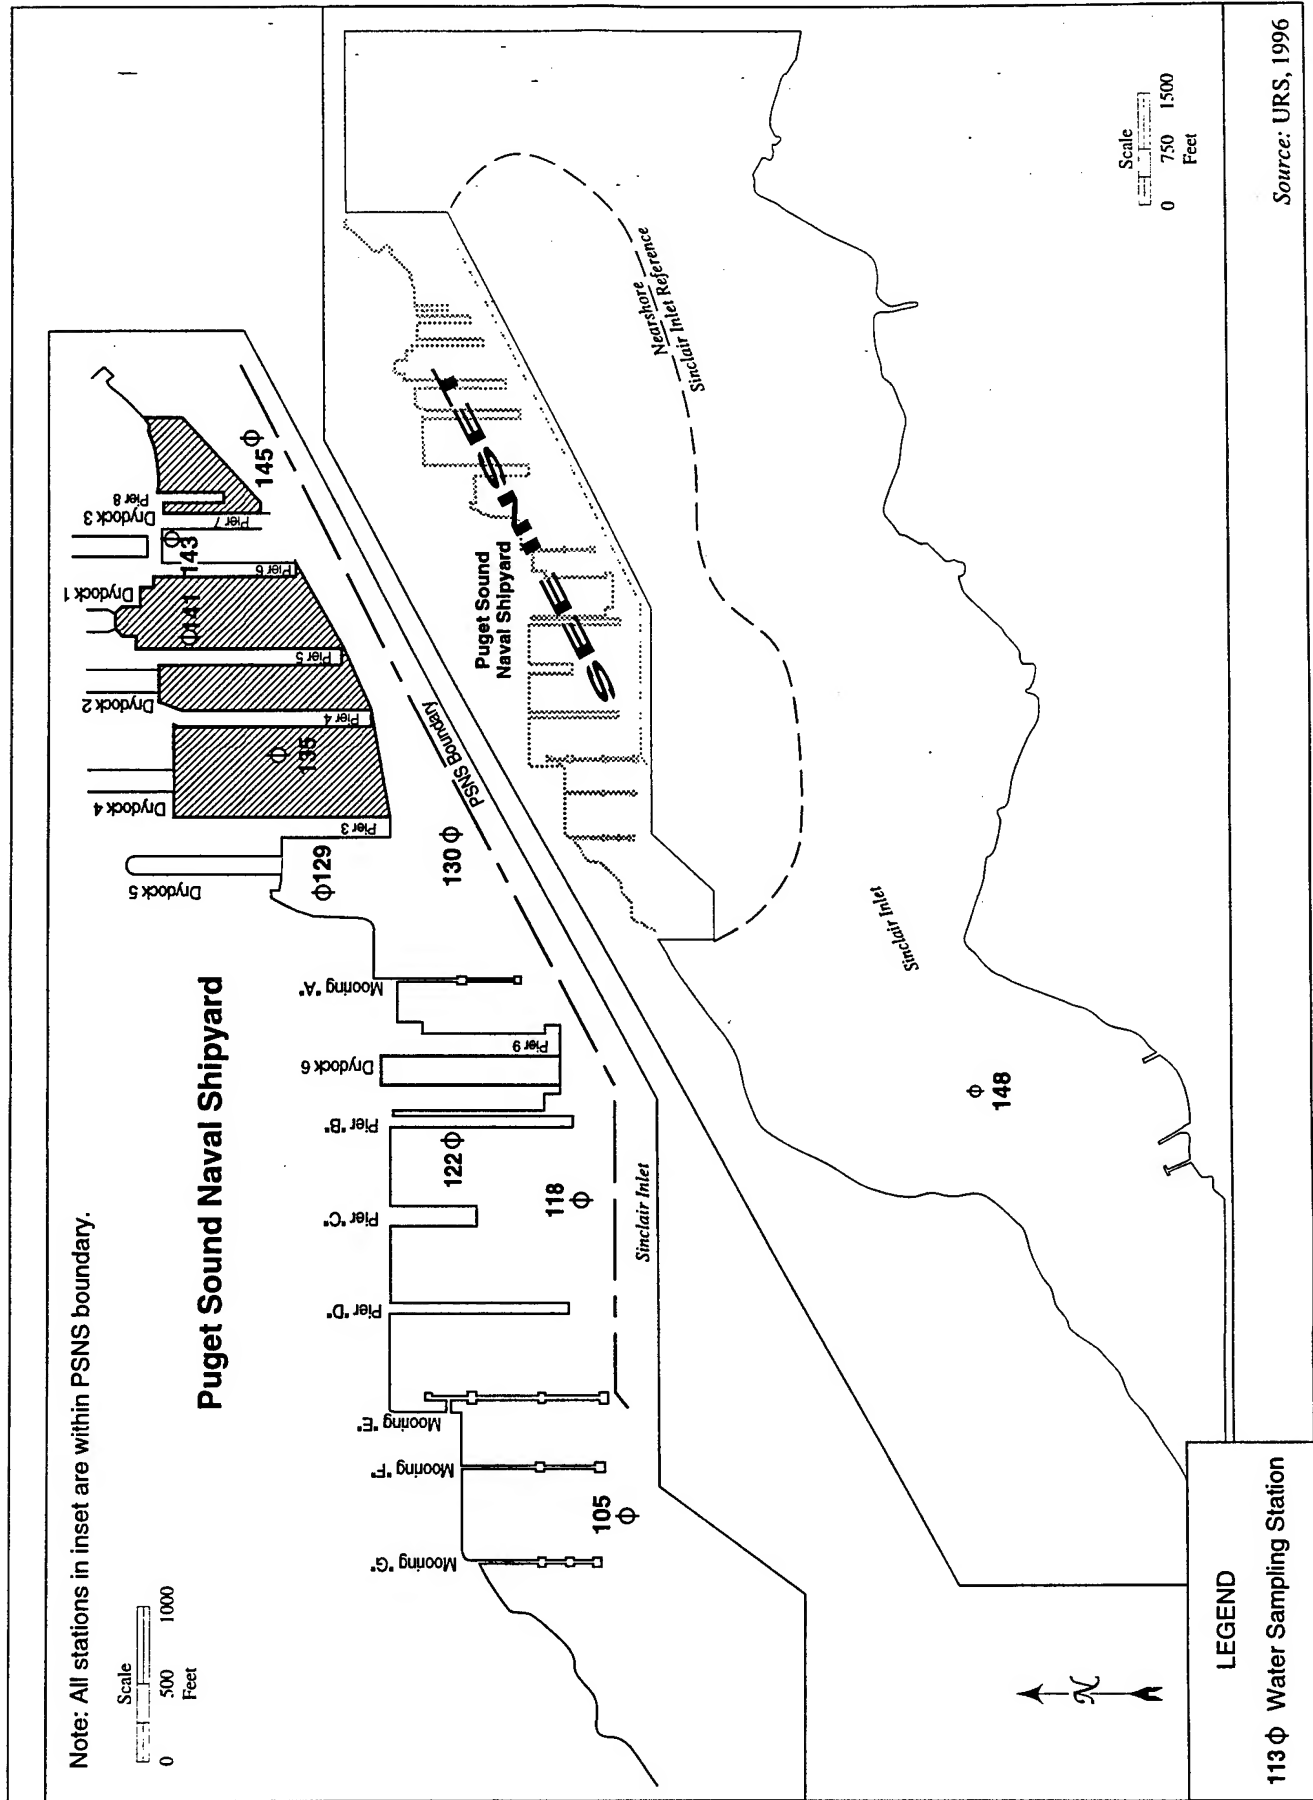 Note: All stations in inset are within PSNS boundary.
Scale
0 500 1000
Feet
Puget Sound Naval Shipyard
Mooring "G"
Mooring "F"
Mooring "E"
Pier "D"
Pier "C"
Pier "B"
Drydock 6
Pier 9
Mooring "A"
Drydock 5
Pier 3
Drydock 4
Pier 4
Drydock 2
Pier 5
Drydock 1
Pier 6
Drydock 3
Pier 7
Pier 8
105
118
122
129
130
135
141
143
145
PSNS Boundary
Sinclair Inlet
Puget Sound
Naval Shipyard
SEE INSET
Nearshore
Sinclair Inlet Reference
Sinclair Inlet
148
N
Scale
0 750 1500
Feet
LEGEND
113 Φ Water Sampling Station
Source: URS, 1996